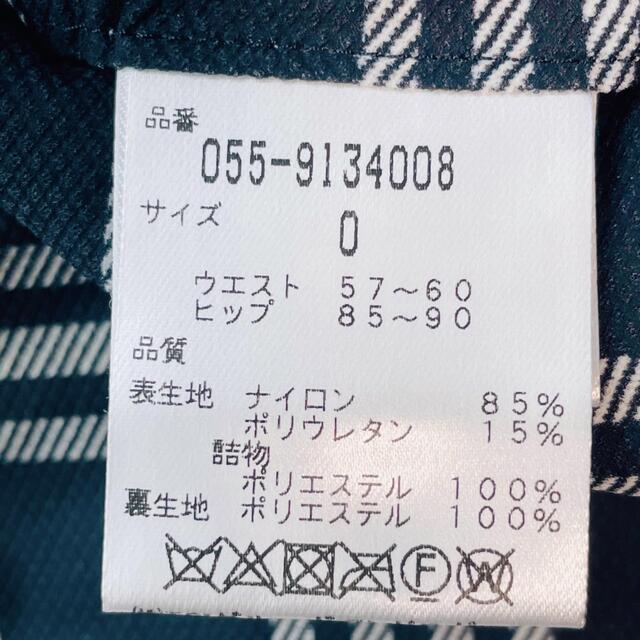 品番
055-9134008
サイズ
0
ウエスト 57～60
ヒップ 85～90
品質
表生地 ナイロン 85%
ポリウレタン 15%
詰物
ポリエステル 100%
裏生地 ポリエステル 100%
F W